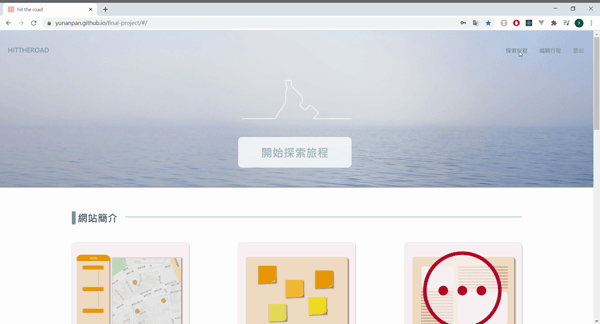 hit the road
yunanpan.github.io/final-project/#/
HITTHEROAD
探索旅程
編輯行程
登出
開始探索旅程
網站簡介